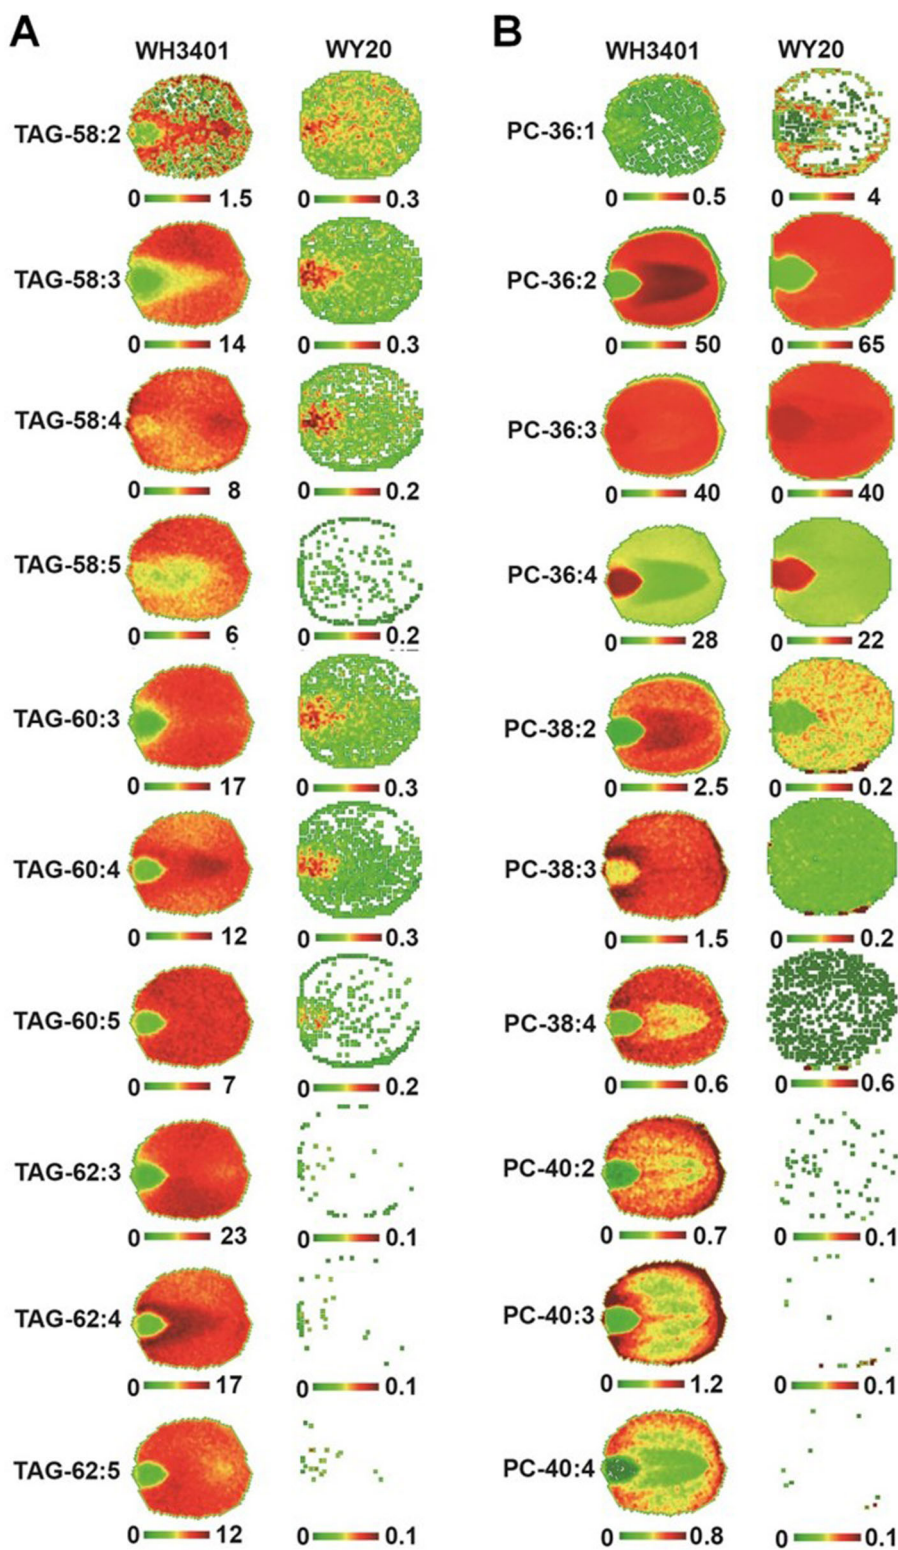 A B
WH3401 WY20 WH3401 WY20
TAG-58:2 PC-36:1
0 1.5 0 0.3 0 0.5 0 4
TAG-58:3 PC-36:2
0 14 0 0.3 0 50 0 65
TAG-58:4 PC-36:3
0 8 0 0.2 0 40 0 40
TAG-58:5 PC-36:4
0 6 0 0.2 0 28 0 22
TAG-60:3 PC-38:2
0 17 0 0.3 0 2.5 0 0.2
TAG-60:4 PC-38:3
0 12 0 0.3 0 1.5 0 0.2
TAG-60:5 PC-38:4
0 7 0 0.2 0 0.6 0 0.6
TAG-62:3 PC-40:2
0 23 0 0.1 0 0.7 0 0.1
TAG-62:4 PC-40:3
0 17 0 0.1 0 1.2 0 0.1
TAG-62:5 PC-40:4
0 12 0 0.1 0 0.8 0 0.1